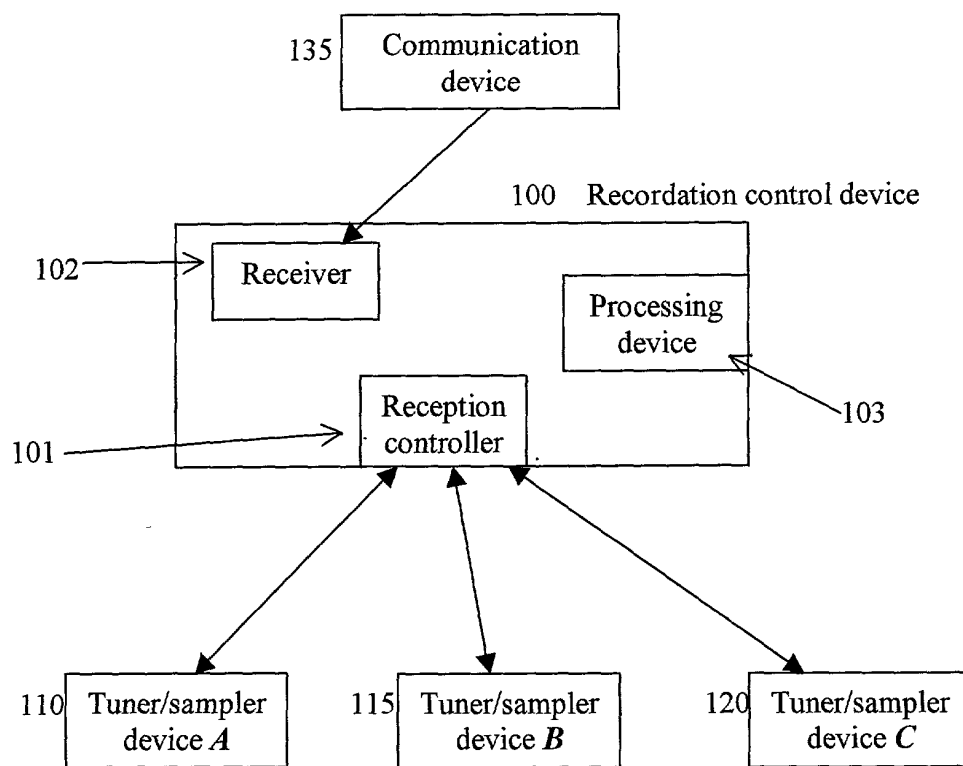 135
Communication
device
100 Recordation control device
102
Receiver
Processing
device
103
101
Reception
controller
110
Tuner/sampler
device A
115
Tuner/sampler
device B
120
Tuner/sampler
device C